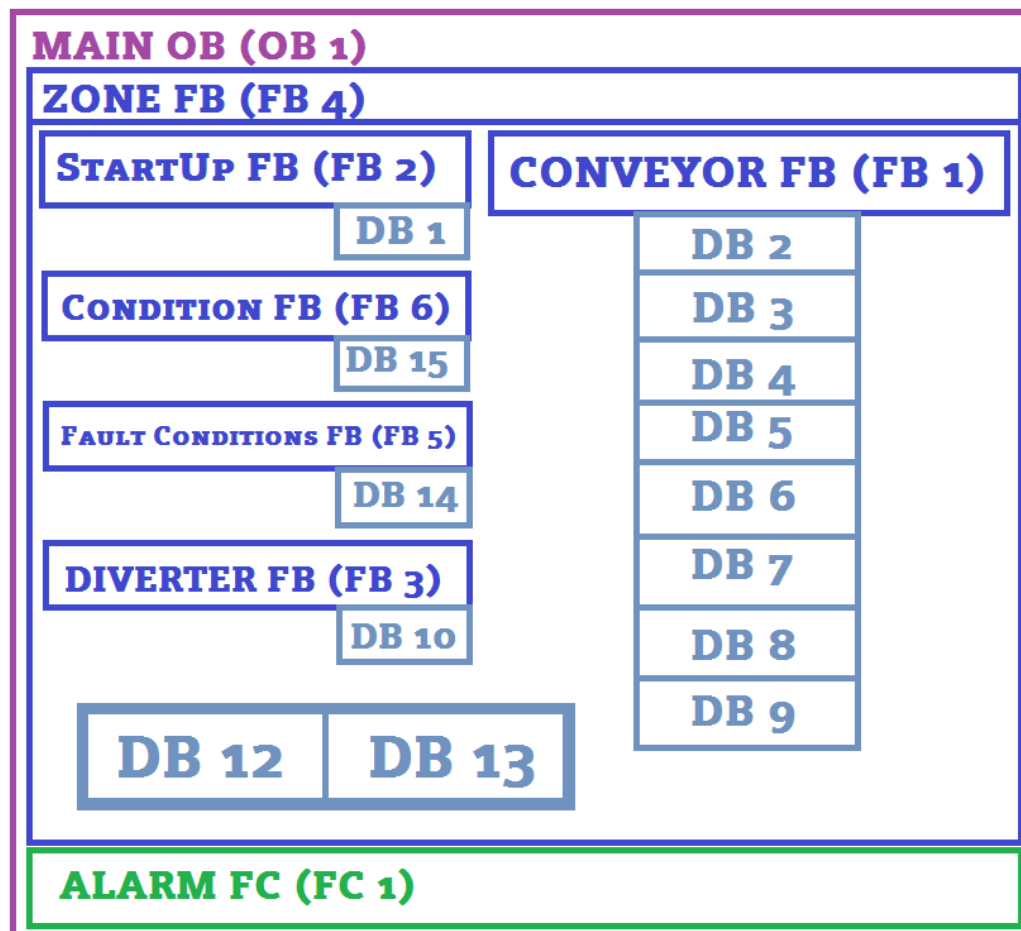 MAIN OB (OB 1)
ZONE FB (FB 4)
StartUp FB (FB 2)
DB 1
Condition FB (FB 6)
DB 15
Fault Conditions FB (FB 5)
DB 14
DIVERTER FB (FB 3)
DB 10
CONVEYOR FB (FB 1)
DB 2
DB 3
DB 4
DB 5
DB 6
DB 7
DB 8
DB 9
DB 12
DB 13
ALARM FC (FC 1)